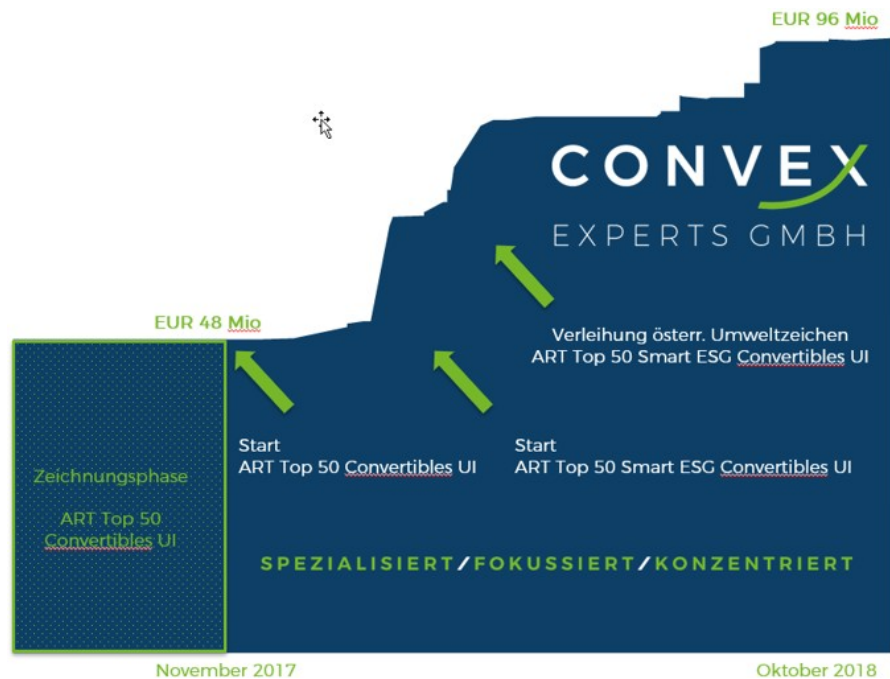 EUR 96 Mio
CONVEX
EXPERTS GMBH
EUR 48 Mio
Verleihung österr. Umweltzeichen
ART Top 50 Smart ESG Convertibles UI
Start
ART Top 50 Convertibles UI
Start
ART Top 50 Smart ESG Convertibles UI
Zeichnungsphase
ART Top 50
Convertibles UI
SPEZIALISIERT/FOKUSSIERT/KONZENTRIERT
November 2017
Oktober 2018